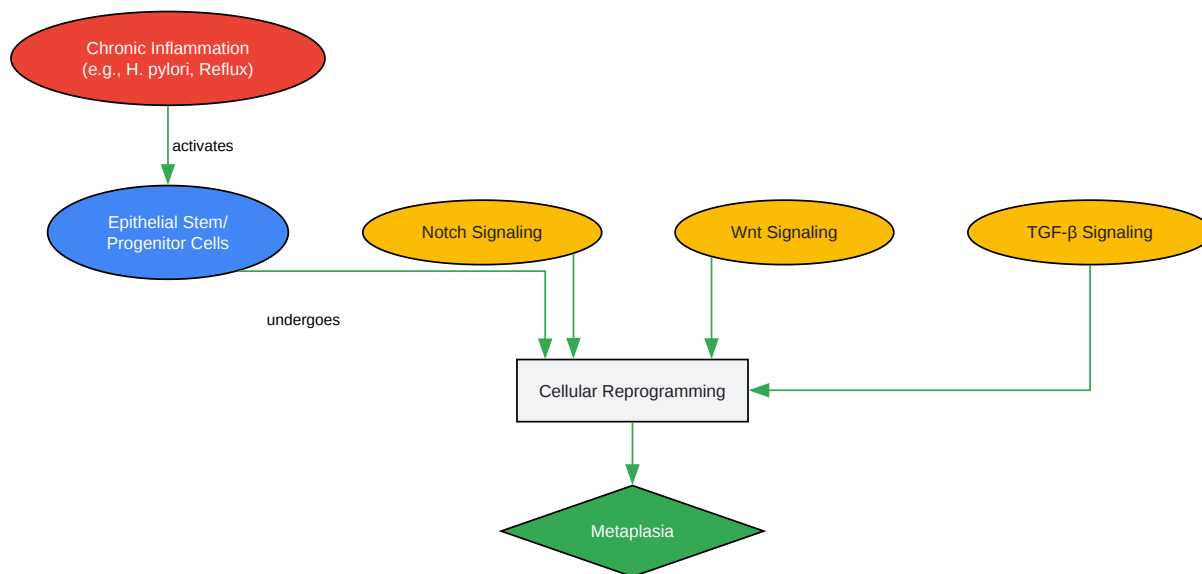 Chronic Inflammation
(e.g., H. pylori, Reflux)
activates
Epithelial Stem/
Progenitor Cells
Notch Signaling
Wnt Signaling
TGF-β Signaling
undergoes
Cellular Reprogramming
Metaplasia